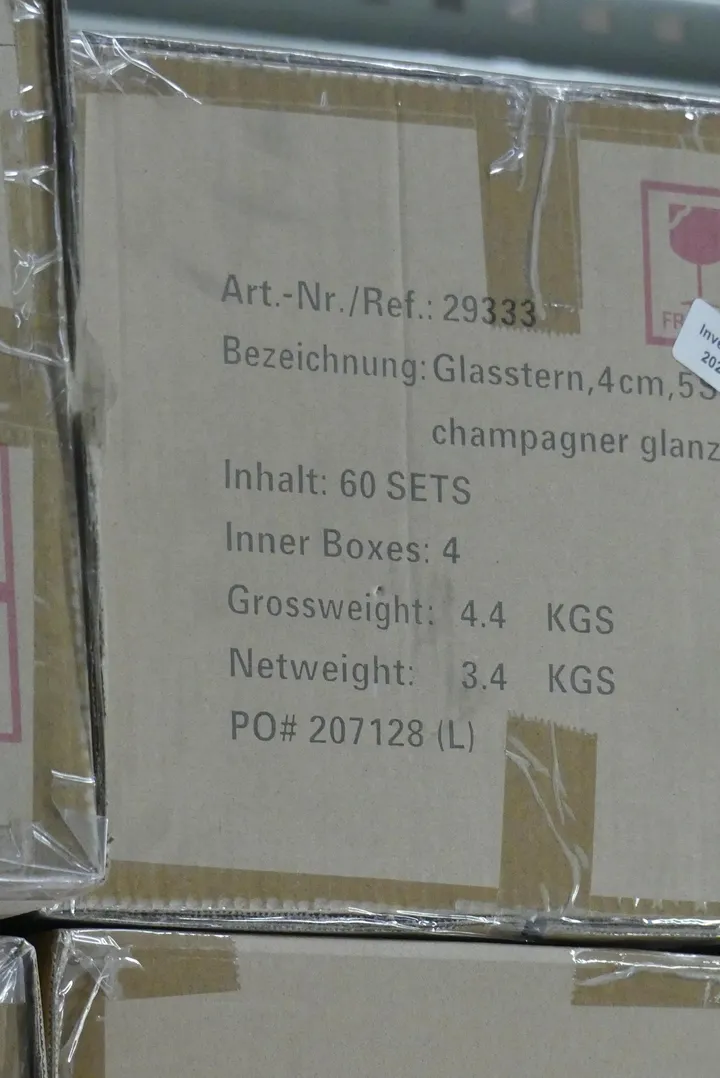 Art.-Nr./Ref.: 29333
Bezeichnung: Glasstern,4cm,5S
champagner glanz
Inhalt: 60 SETS
Inner Boxes: 4
Grossweight: 4.4 KGS
Netweight: 3.4 KGS
PO# 207128 (L)